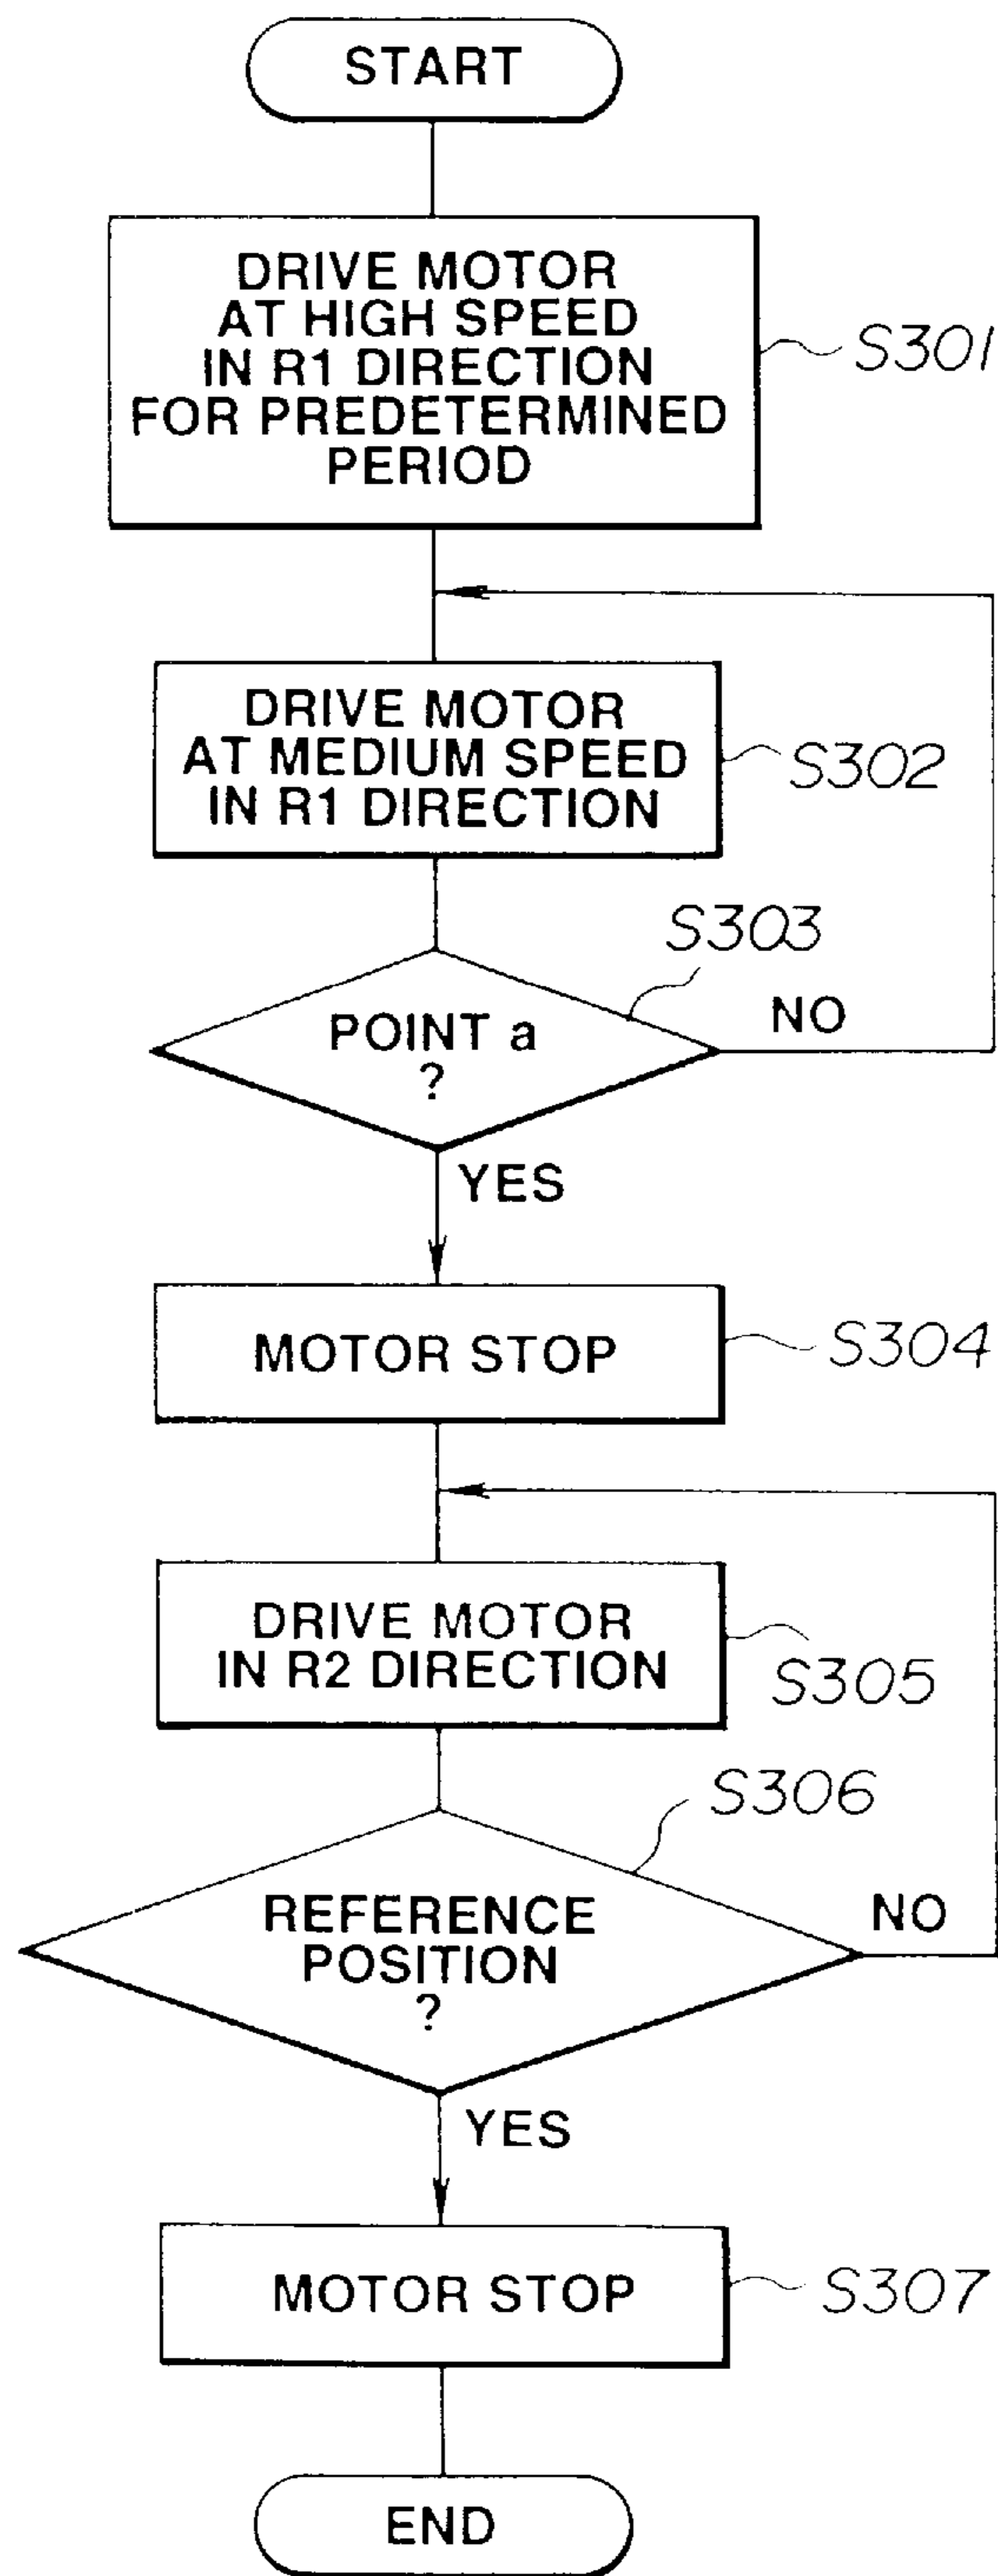 START
DRIVE MOTOR
AT HIGH SPEED
IN R1 DIRECTION
FOR PREDETERMINED
PERIOD
S301
DRIVE MOTOR
AT MEDIUM SPEED
IN R1 DIRECTION
S302
S303
POINT a
?
NO
YES
MOTOR STOP
S304
DRIVE MOTOR
IN R2 DIRECTION
S305
S306
REFERENCE
POSITION
?
NO
YES
MOTOR STOP
S307
END